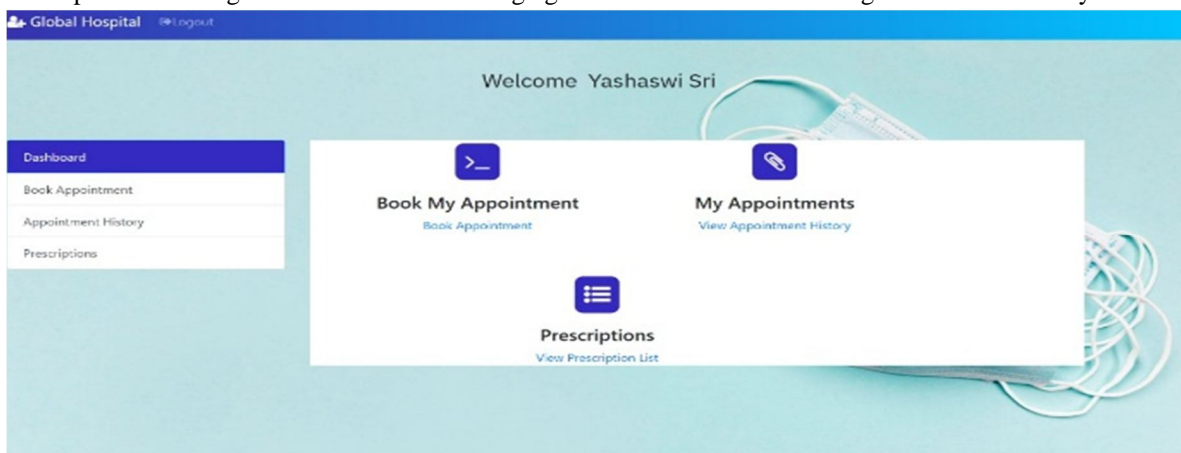 Global Hospital Logout
Welcome Yashaswi Sri
Dashboard
Book Appointment
Appointment History
Prescriptions
>_
Book My Appointment
Book Appointment
My Appointments
View Appointment History
Prescriptions
View Prescription List